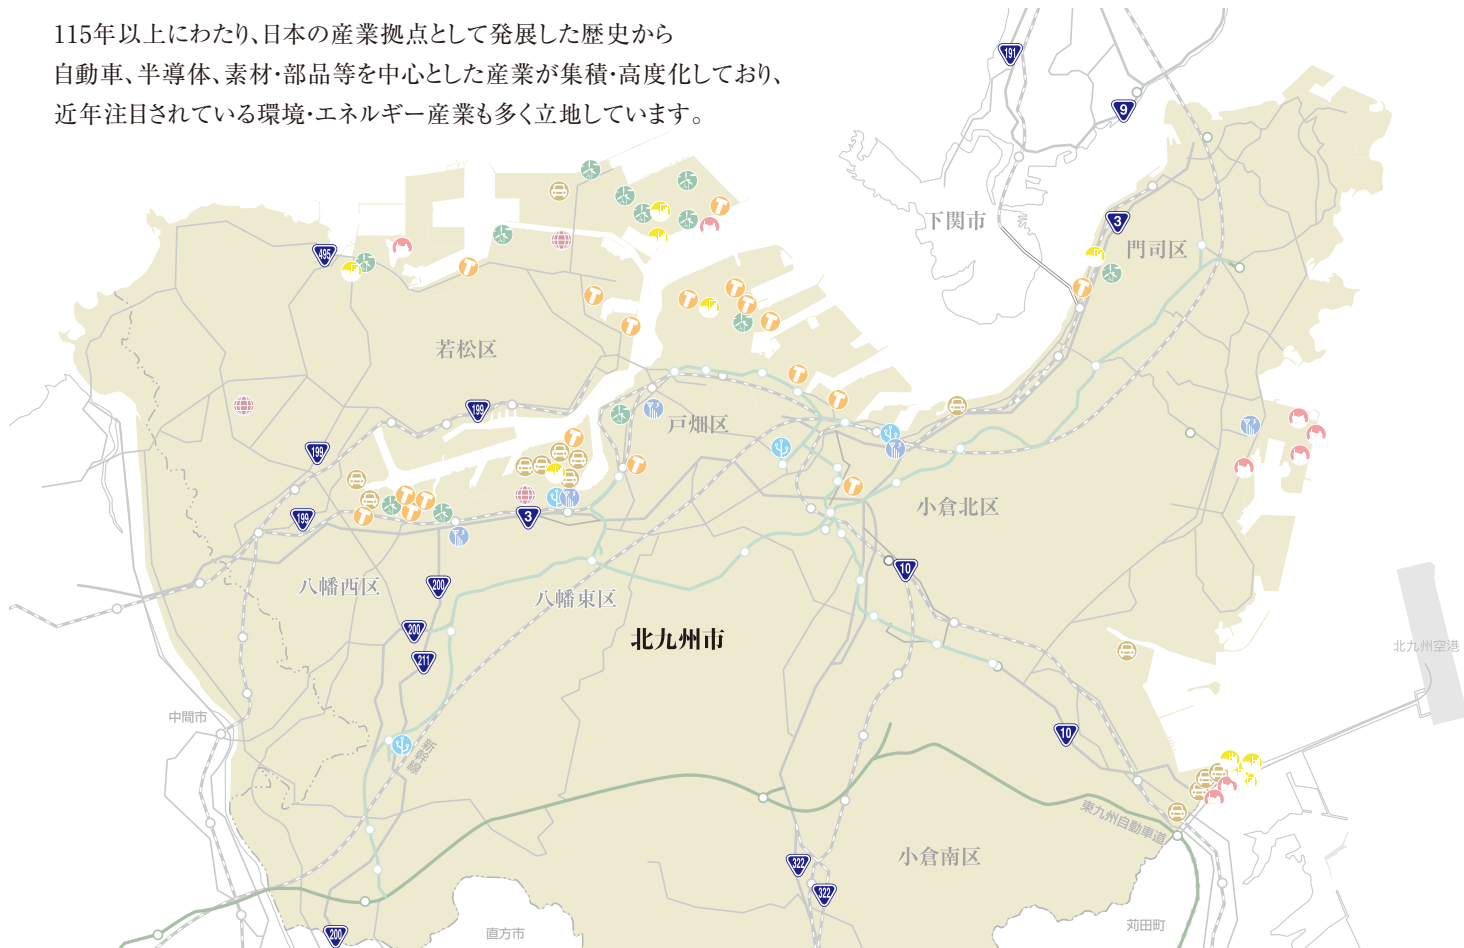 115年以上にわたり、日本の産業拠点として発展した歴史から
自動車、半導体、素材・部品等を中心とした産業が集積・高度化しており、
近年注目されている環境・エネルギー産業も多く立地しています。
191
9
下関市
3
門司区
495
若松区
199
戸畑区
199
199
3
小倉北区
10
八幡西区
200
八幡東区
200
北九州市
211
北九州空港
中間市
新幹線
10
東九州自動車道
322
小倉南区
322
200
直方市
苅田町